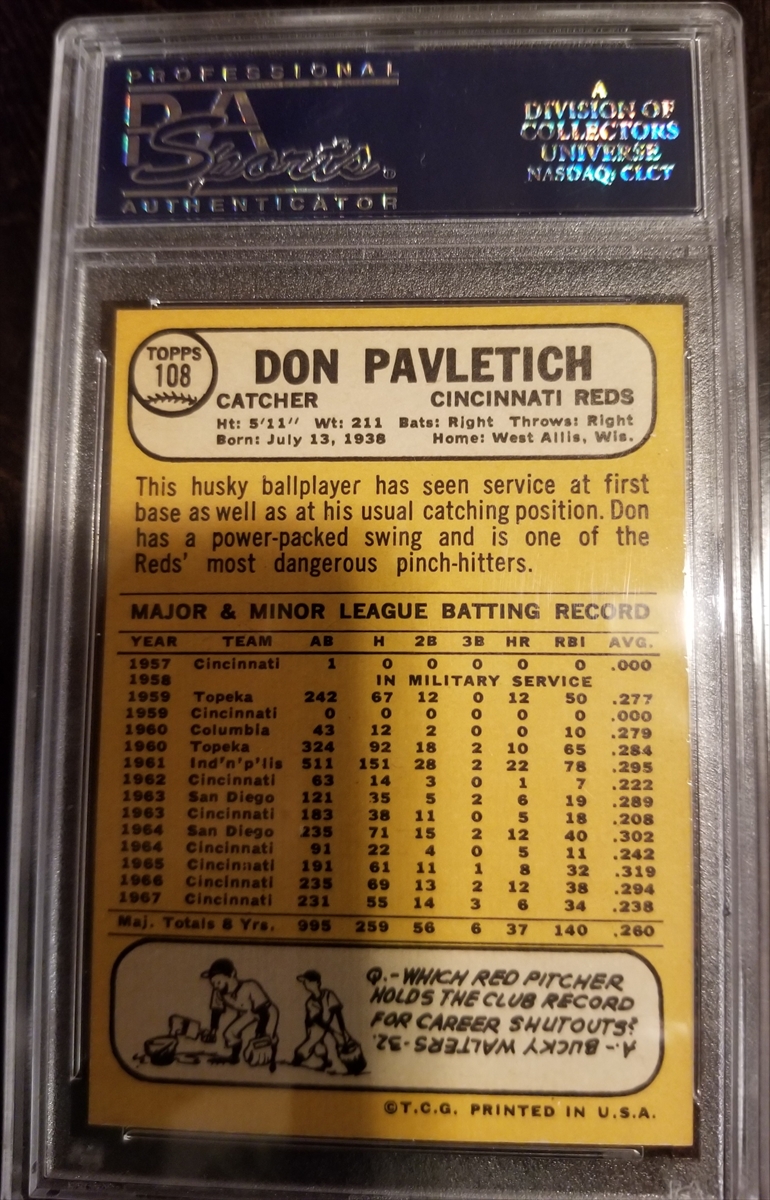 PROFESSIONAL
PSA
Sports®
AUTHENTICATOR
A
DIVISION OF
COLLECTORS
UNIVERSE
NASDAQ: CLCT
TOPPS
108
DON PAVLETICH
CATCHER CINCINNATI REDS
Ht: 5'11" Wt: 211 Bats: Right Throws: Right
Born: July 13, 1938 Home: West Allis, Wis.
This husky ballplayer has seen service at first
base as well as at his usual catching position. Don
has a power-packed swing and is one of the
Reds' most dangerous pinch-hitters.
MAJOR & MINOR LEAGUE BATTING RECORD
YEAR TEAM AB H 2B 3B HR RBI AVG.
1957 Cincinnati 1 0 0 0 0 0 .000
1958 IN MILITARY SERVICE
1959 Topeka 242 67 12 0 12 50 .277
1959 Cincinnati 0 0 0 0 0 0 .000
1960 Columbia 43 12 2 0 0 10 .279
1960 Topeka 324 92 18 2 10 65 .284
1961 Ind'n'p'lis 511 151 28 2 22 78 .295
1962 Cincinnati 63 14 3 0 1 7 .222
1963 San Diego 121 35 5 2 6 19 .289
1963 Cincinnati 183 38 11 0 5 18 .208
1964 San Diego 235 71 15 2 12 40 .302
1964 Cincinnati 91 22 4 0 5 11 .242
1965 Cincinnati 191 61 11 1 8 32 .319
1966 Cincinnati 235 69 13 2 12 38 .294
1967 Cincinnati 231 55 14 3 6 34 .238
Maj. Totals 8 Yrs. 995 259 56 6 37 140 .260
Q.-WHICH RED PITCHER
HOLDS THE CLUB RECORD
FOR CAREER SHUTOUTS?
A.-BUCKY WALTERS-32.
©T.C.G. PRINTED IN U.S.A.